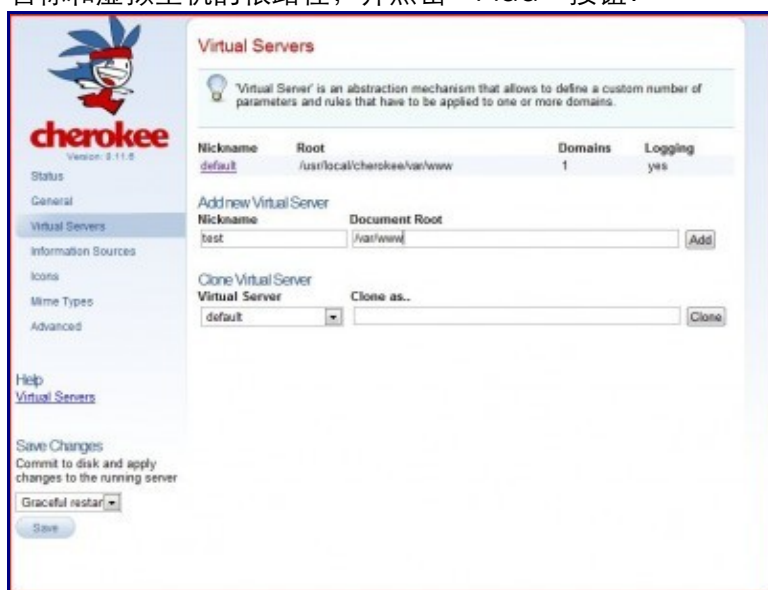 Virtual Servers
'Virtual Server' is an abstraction mechanism that allows to define a custom number of
parameters and rules that have to be applied to one or more domains.
cherokee
Version: 0.11.6
Nickname Root Domains Logging
default /usr/local/cherokee/var/www 1 yes
Status
General
Virtual Servers
Information Sources
Icons
Mime Types
Advanced
Add new Virtual Server
Nickname Document Root
test /var/www Add
Clone Virtual Server
Virtual Server Clone as..
default Clone
Help
Virtual Servers
Save Changes
Commit to disk and apply
changes to the running server
Graceful restar
Save